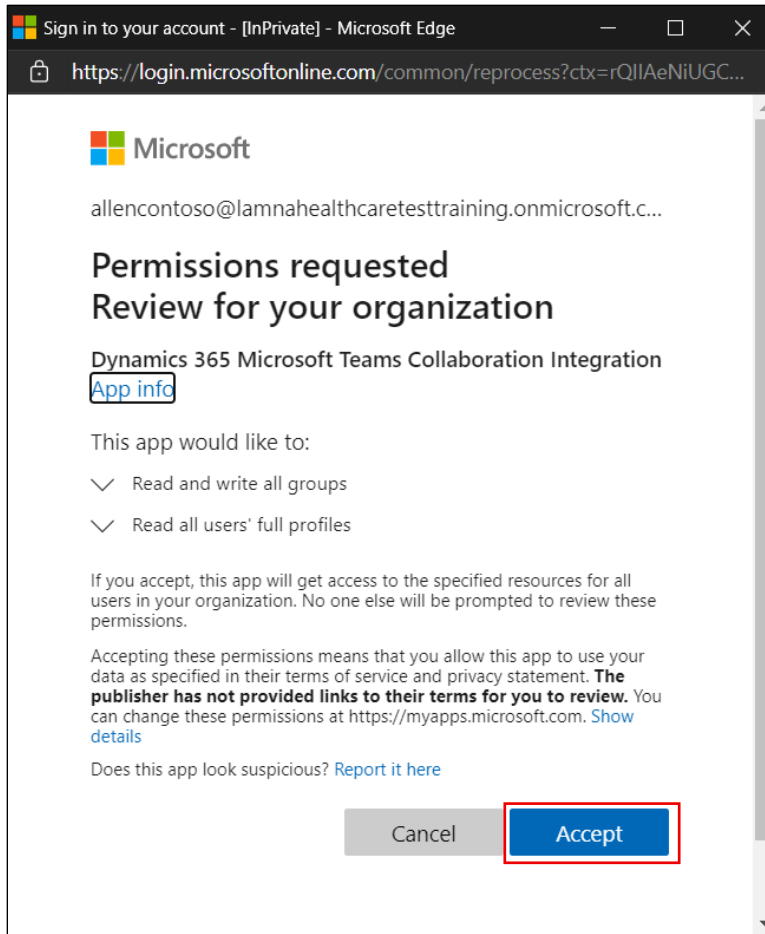 Sign in to your account - [InPrivate] - Microsoft Edge
https://login.microsoftonline.com/common/reprocess?ctx=rQIIAeNiUGC...
Microsoft
allencontoso@lamnahealthcaretesttraining.onmicrosoft.c...
Permissions requested
Review for your organization
Dynamics 365 Microsoft Teams Collaboration Integration
App info
This app would like to:
Read and write all groups
Read all users' full profiles
If you accept, this app will get access to the specified resources for all
users in your organization. No one else will be prompted to review these
permissions.
Accepting these permissions means that you allow this app to use your
data as specified in their terms of service and privacy statement. The
publisher has not provided links to their terms for you to review. You
can change these permissions at https://myapps.microsoft.com. Show
details
Does this app look suspicious? Report it here
Cancel
Accept